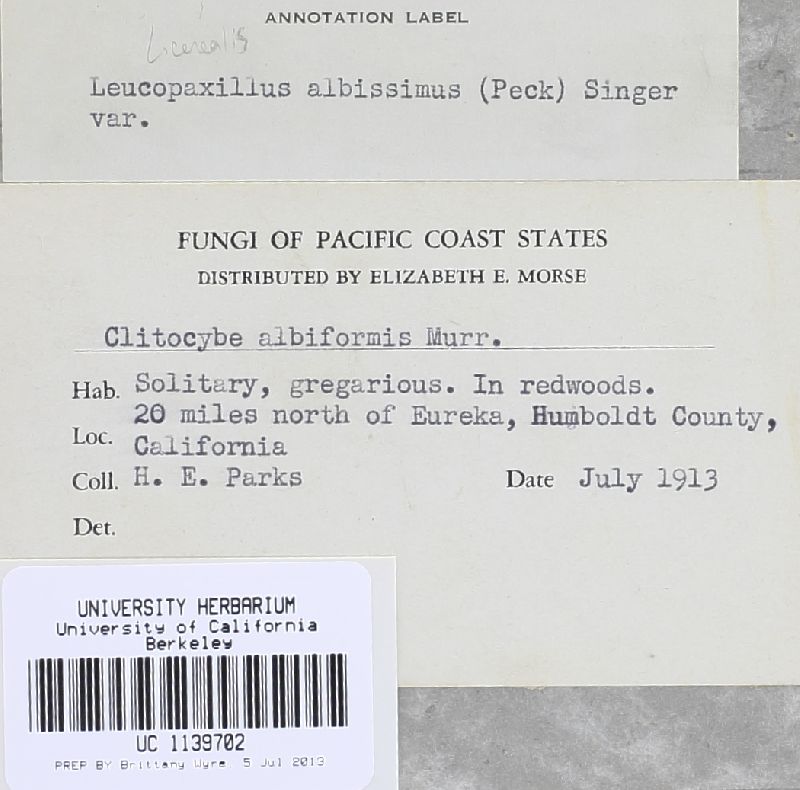 ANNOTATION LABEL
L. cerealis
Leucopaxillus albissimus (Peck) Singer
var.
FUNGI OF PACIFIC COAST STATES
DISTRIBUTED BY ELIZABETH E. MORSE
Clitocybe albiformis Murr.
Hab. Solitary, gregarious. In redwoods.
20 miles north of Eureka, Humboldt County,
Loc. California
Coll. H. E. Parks Date July 1913
Det.
UNIVERSITY HERBARIUM
University of California
Berkeley
UC 1139702
PREP BY Brittany Wyre, 5 Jul 2013